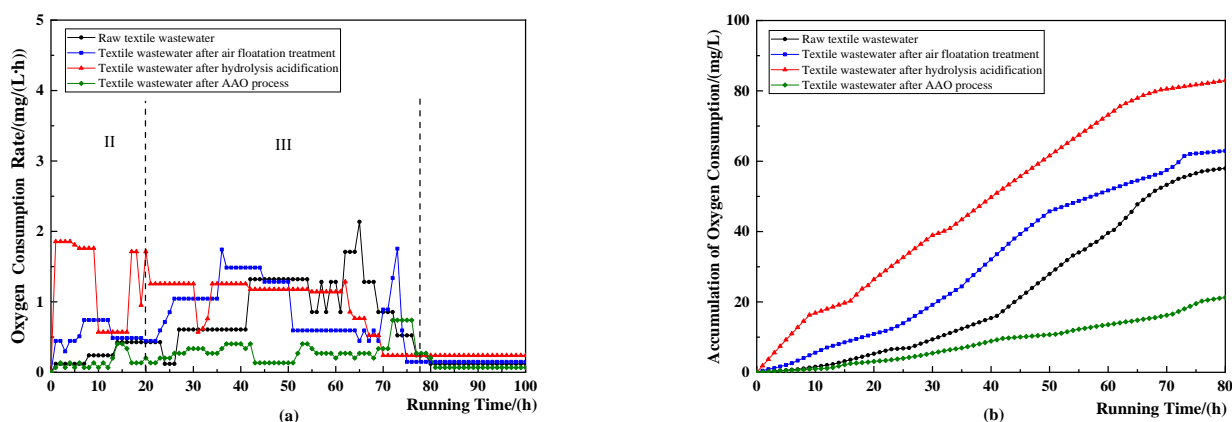 Oxygen Consumption Rate/(mg/(L·h))
5
4
3
2
1
0
Raw textile wastewater
Textile wastewater after air floatation treatment
Textile wastewater after hydrolysis acidification
Textile wastewater after AAO process
II
III
0 10 20 30 40 50 60 70 80 90 100
Running Time/(h)
(a)
Accumulation of Oxygen Consumption/(mg/L)
100
80
60
40
20
0
Raw textile wastewater
Textile wastewater after air floatation treatment
Textile wastewater after hydrolysis acidification
Textile wastewater after AAO process
0 10 20 30 40 50 60 70 80
Running Time/(h)
(b)